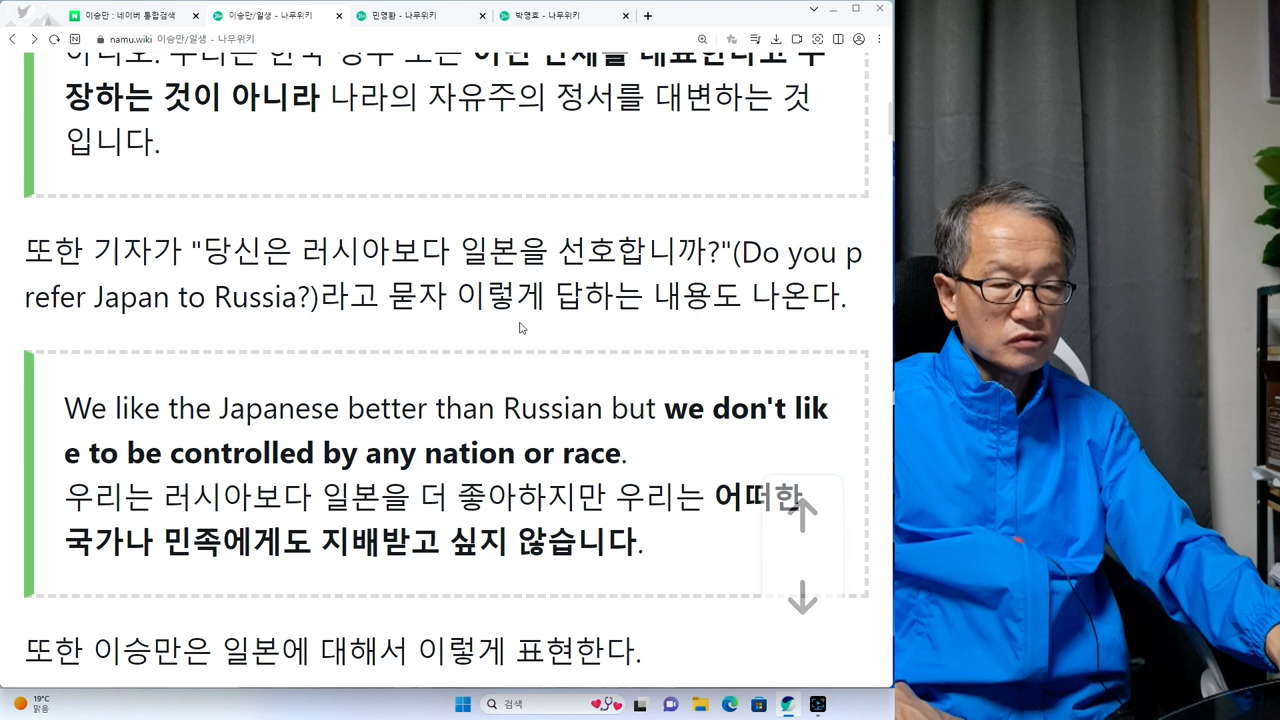 이승만 : 네이버 통합검색
이승만/일생 - 나무위키
민영환 - 나무위키
박영효 - 나무위키
namu.wiki 이승만/일생 - 나무위키
장하는 것이 아니라 나라의 자유주의 정서를 대변하는 것
입니다.
또한 기자가 "당신은 러시아보다 일본을 선호합니까?"(Do you p
refer Japan to Russia?)라고 묻자 이렇게 답하는 내용도 나온다.
We like the Japanese better than Russian but we don't lik
e to be controlled by any nation or race.
우리는 러시아보다 일본을 더 좋아하지만 우리는 어떠한
국가나 민족에게도 지배받고 싶지 않습니다.
또한 이승만은 일본에 대해서 이렇게 표현한다.
19°C
맑음
검색